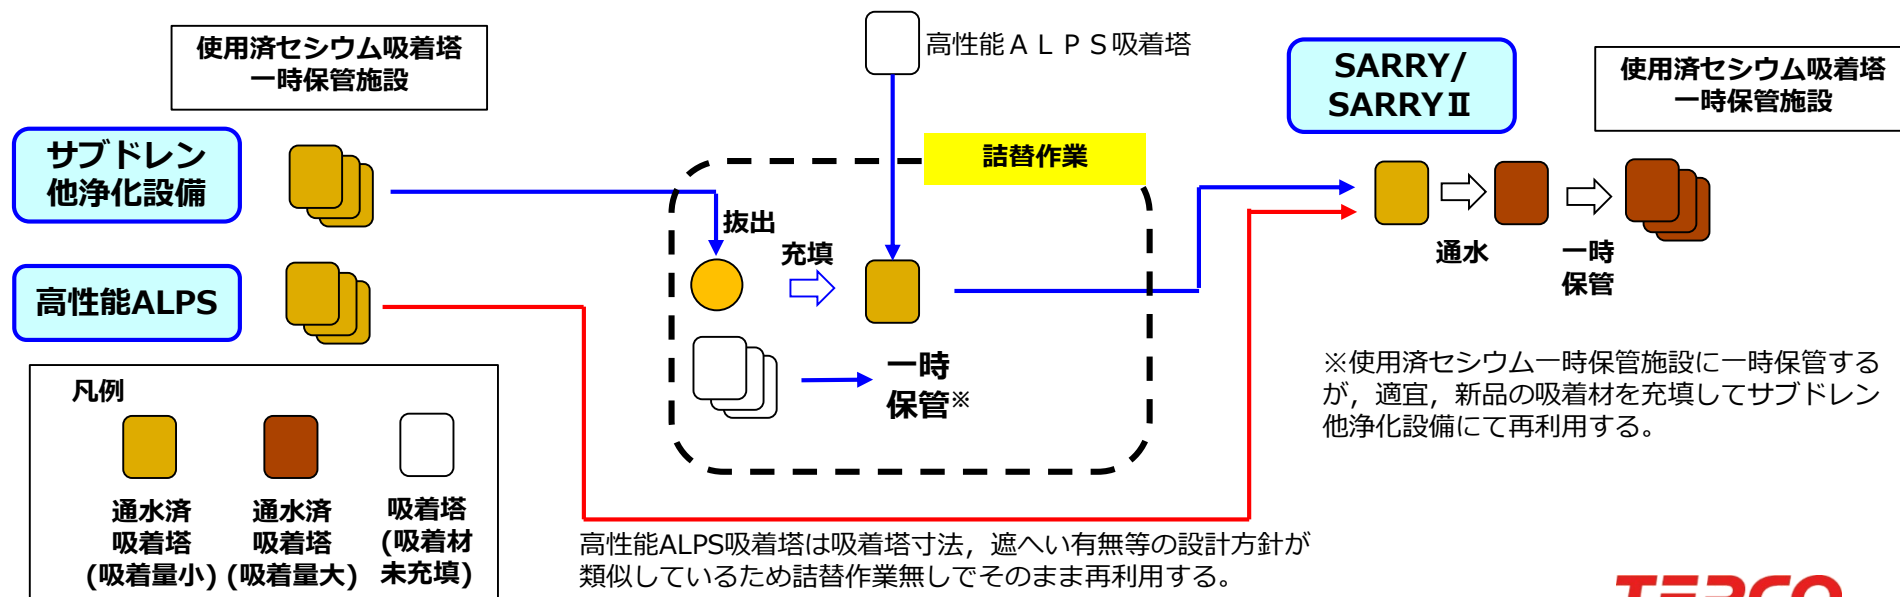 使用済セシウム吸着塔
一時保管施設
サブドレン
他浄化設備
高性能ALPS
凡例
通水済
吸着塔
(吸着量小)
通水済
吸着塔
(吸着量大)
吸着塔
(吸着材
未充填)
高性能ＡＬＰＳ吸着塔
詰替作業
抜出
充填
一時
保管※
高性能ALPS吸着塔は吸着塔寸法，遮へい有無等の設計方針が
類似しているため詰替作業無しでそのまま再利用する。
SARRY/
SARRYⅡ
使用済セシウム吸着塔
一時保管施設
通水
一時
保管
※使用済セシウム一時保管施設に一時保管する
が，適宜，新品の吸着材を充填してサブドレン
他浄化設備にて再利用する。
TEPCO